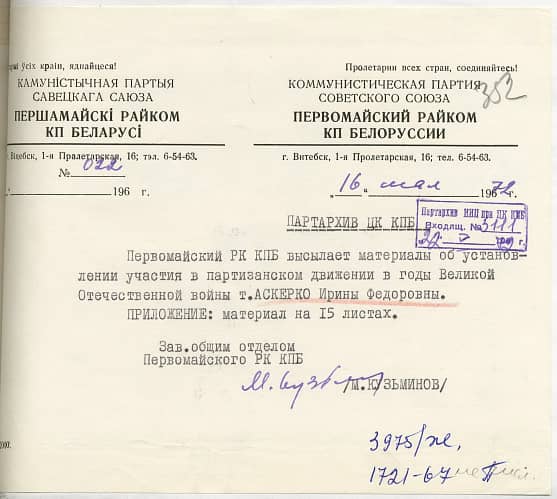 ўсіх краін, яднайцеся!
КАМУНІСТЫЧНАЯ ПАРТЫЯ
САВЕЦКАГА САЮЗА
ПЕРШАМАЙСКІ РАЙКОМ
КП БЕЛАРУСІ
Віцебск, 1-я Пралетарская, 16; тэл. 6-54-63.
№ 022
196 г.
Пролетарии всех стран, соединяйтесь!
КОММУНИСТИЧЕСКАЯ ПАРТИЯ
СОВЕТСКОГО СОЮЗА
352
ПЕРВОМАЙСКИЙ РАЙКОМ
КП БЕЛОРУССИИ
г. Витебск, 1-я Пролетарская, 16; тел. 6-54-63.
„16“ мая 1972 г.
Партархив ИИП при ЦК КПБ
Входящ. № 5111
22 V г.
ПАРТАРХИВ ЦК КПБ
Первомайский РК КПБ высылает материалы об установ-
лении участия в партизанском движении в годы Великой
Отечественной войны т.АСКЕРКО Ирины Федоровны.
ПРИЛОЖЕНИЕ: материал на 15 листах.
Зав.общим отделом
Первомайского РК КПБ
/М.КУЗЬМИНОВ/
3975/же,
1721-67